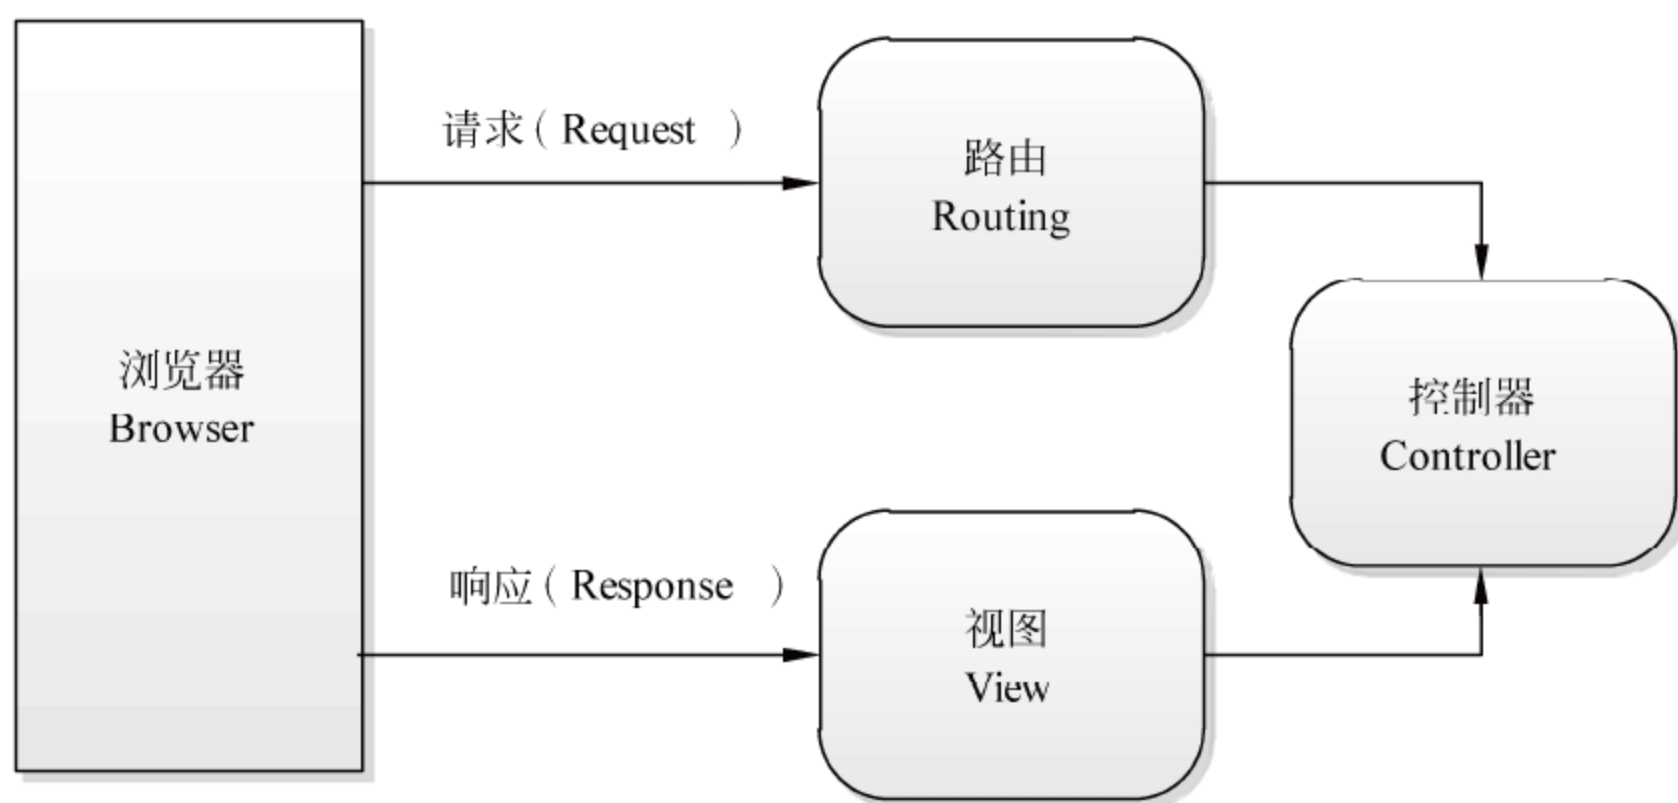 请求(Request )
路由
Routing
浏览器
Browser
控制器
Controller
响应(Response )
视图
View